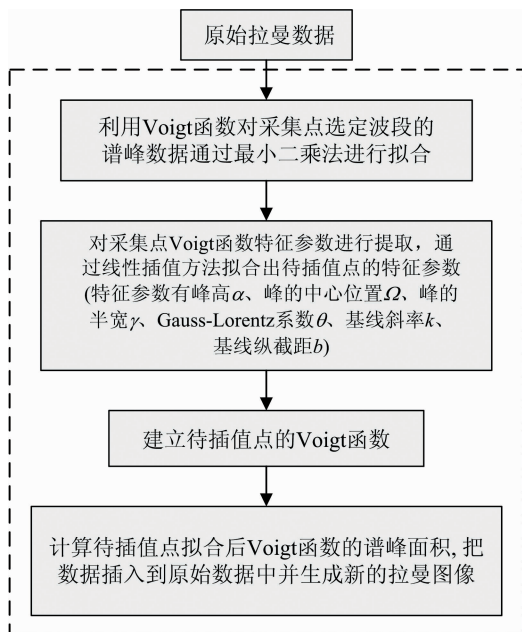 原始拉曼数据
利用Voigt函数对采集点选定波段的
谱峰数据通过最小二乘法进行拟合
对采集点Voigt函数特征参数进行提取，通
过线性插值方法拟合出待插值点的特征参数
(特征参数有峰高α、峰的中心位置Ω、峰的
半宽γ、Gauss-Lorentz系数θ、基线斜率k、
基线纵截距b)
建立待插值点的Voigt函数
计算待插值点拟合后Voigt函数的谱峰面积, 把
数据插入到原始数据中并生成新的拉曼图像